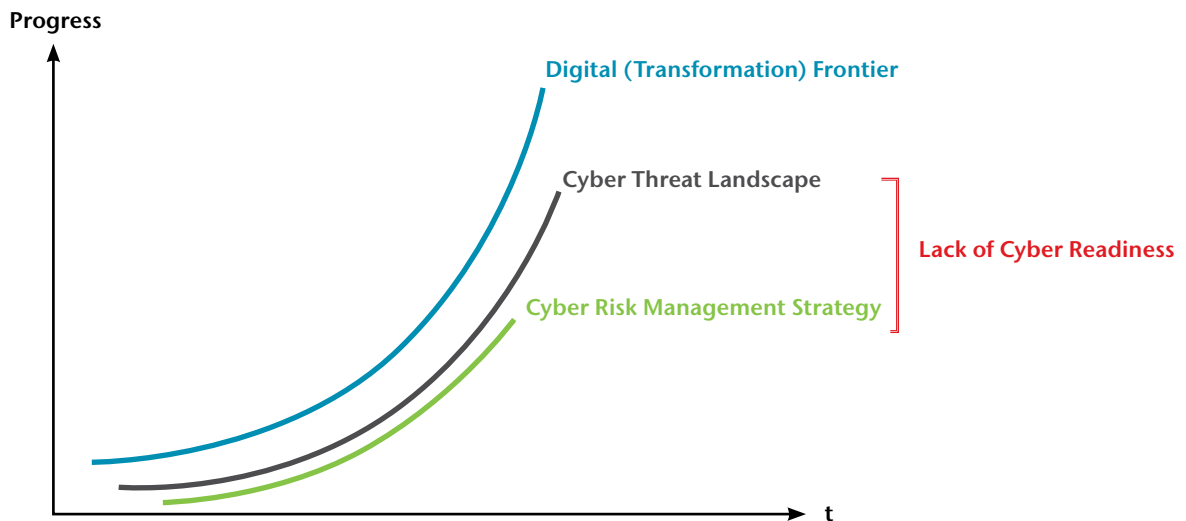 Progress
Digital (Transformation) Frontier
Cyber Threat Landscape
Lack of Cyber Readiness
Cyber Risk Management Strategy
t